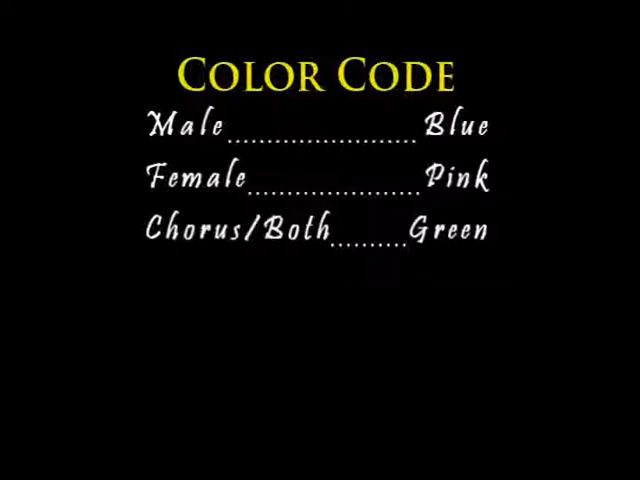 COLOR CODE
Male........................Blue
Female......................Pink
Chorus/Both..........Green